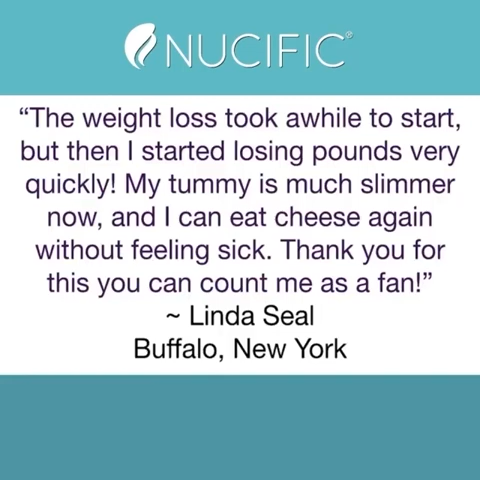 NUCIFIC®
“The weight loss took awhile to start,
but then I started losing pounds very
quickly! My tummy is much slimmer
now, and I can eat cheese again
without feeling sick. Thank you for
this you can count me as a fan!”
~ Linda Seal
Buffalo, New York